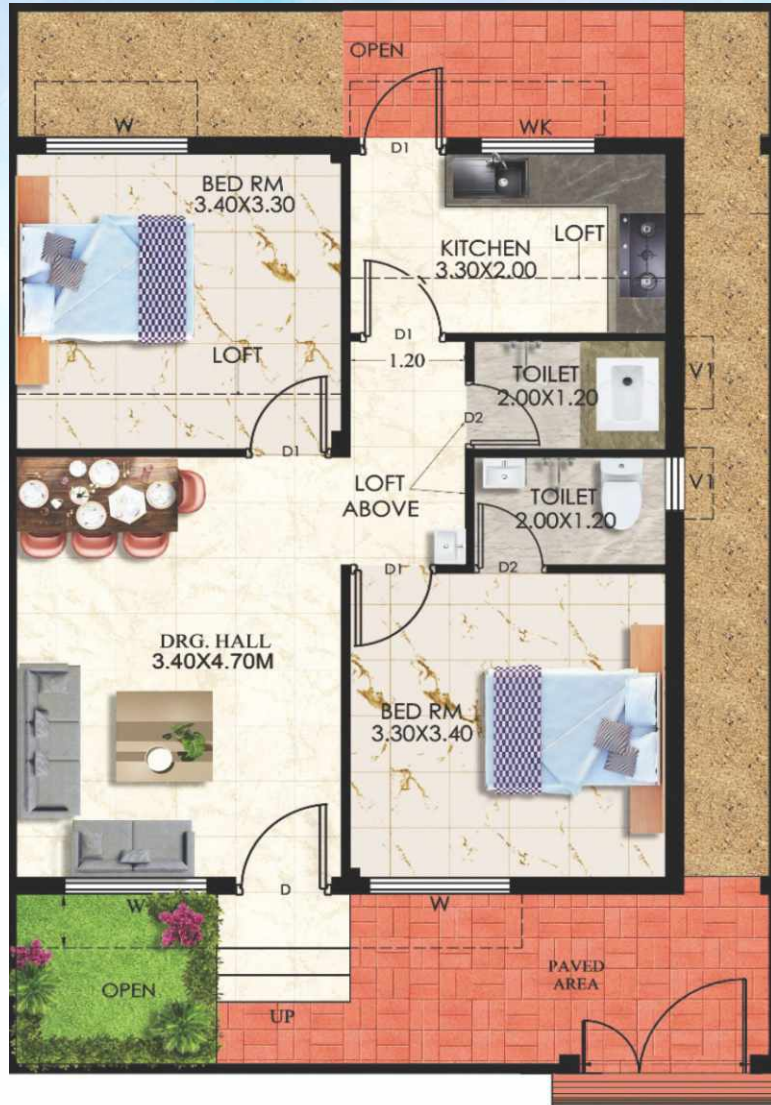 OPEN
W
WK
D1
BED RM
3.40X3.30
KITCHEN
3.30X2.00
LOFT
D1
1.20
LOFT
TOILET
2.00X1.20
V1
D2
D1
LOFT
ABOVE
TOILET
2.00X1.20
V1
D1
D2
DRG. HALL
3.40X4.70M
BED RM
3.30X3.40
D
W
W
OPEN
UP
PAVED
AREA